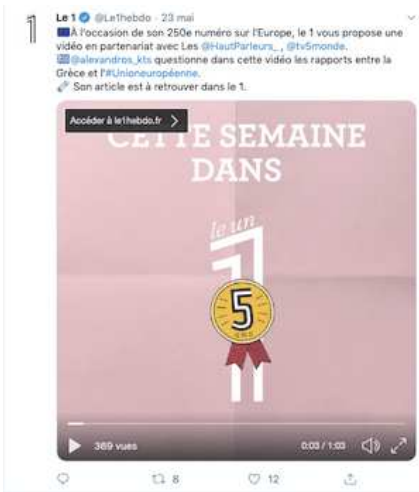 Le 1 @Le1hebdo · 23 mai
À l'occasion de son 250e numéro sur l'Europe, le 1 vous propose une
vidéo en partenariat avec Les @HautParleurs_, @tv5monde.
@alexandros_kts questionne dans cette vidéo les rapports entre la
Grèce et l'#Unioneuropéenne.
Son article est à retrouver dans le 1.
Accéder à le1hebdo.fr
CETTE SEMAINE
DANS
le un
1
5
ANS
369 vues
0:03 / 1:03
8
12